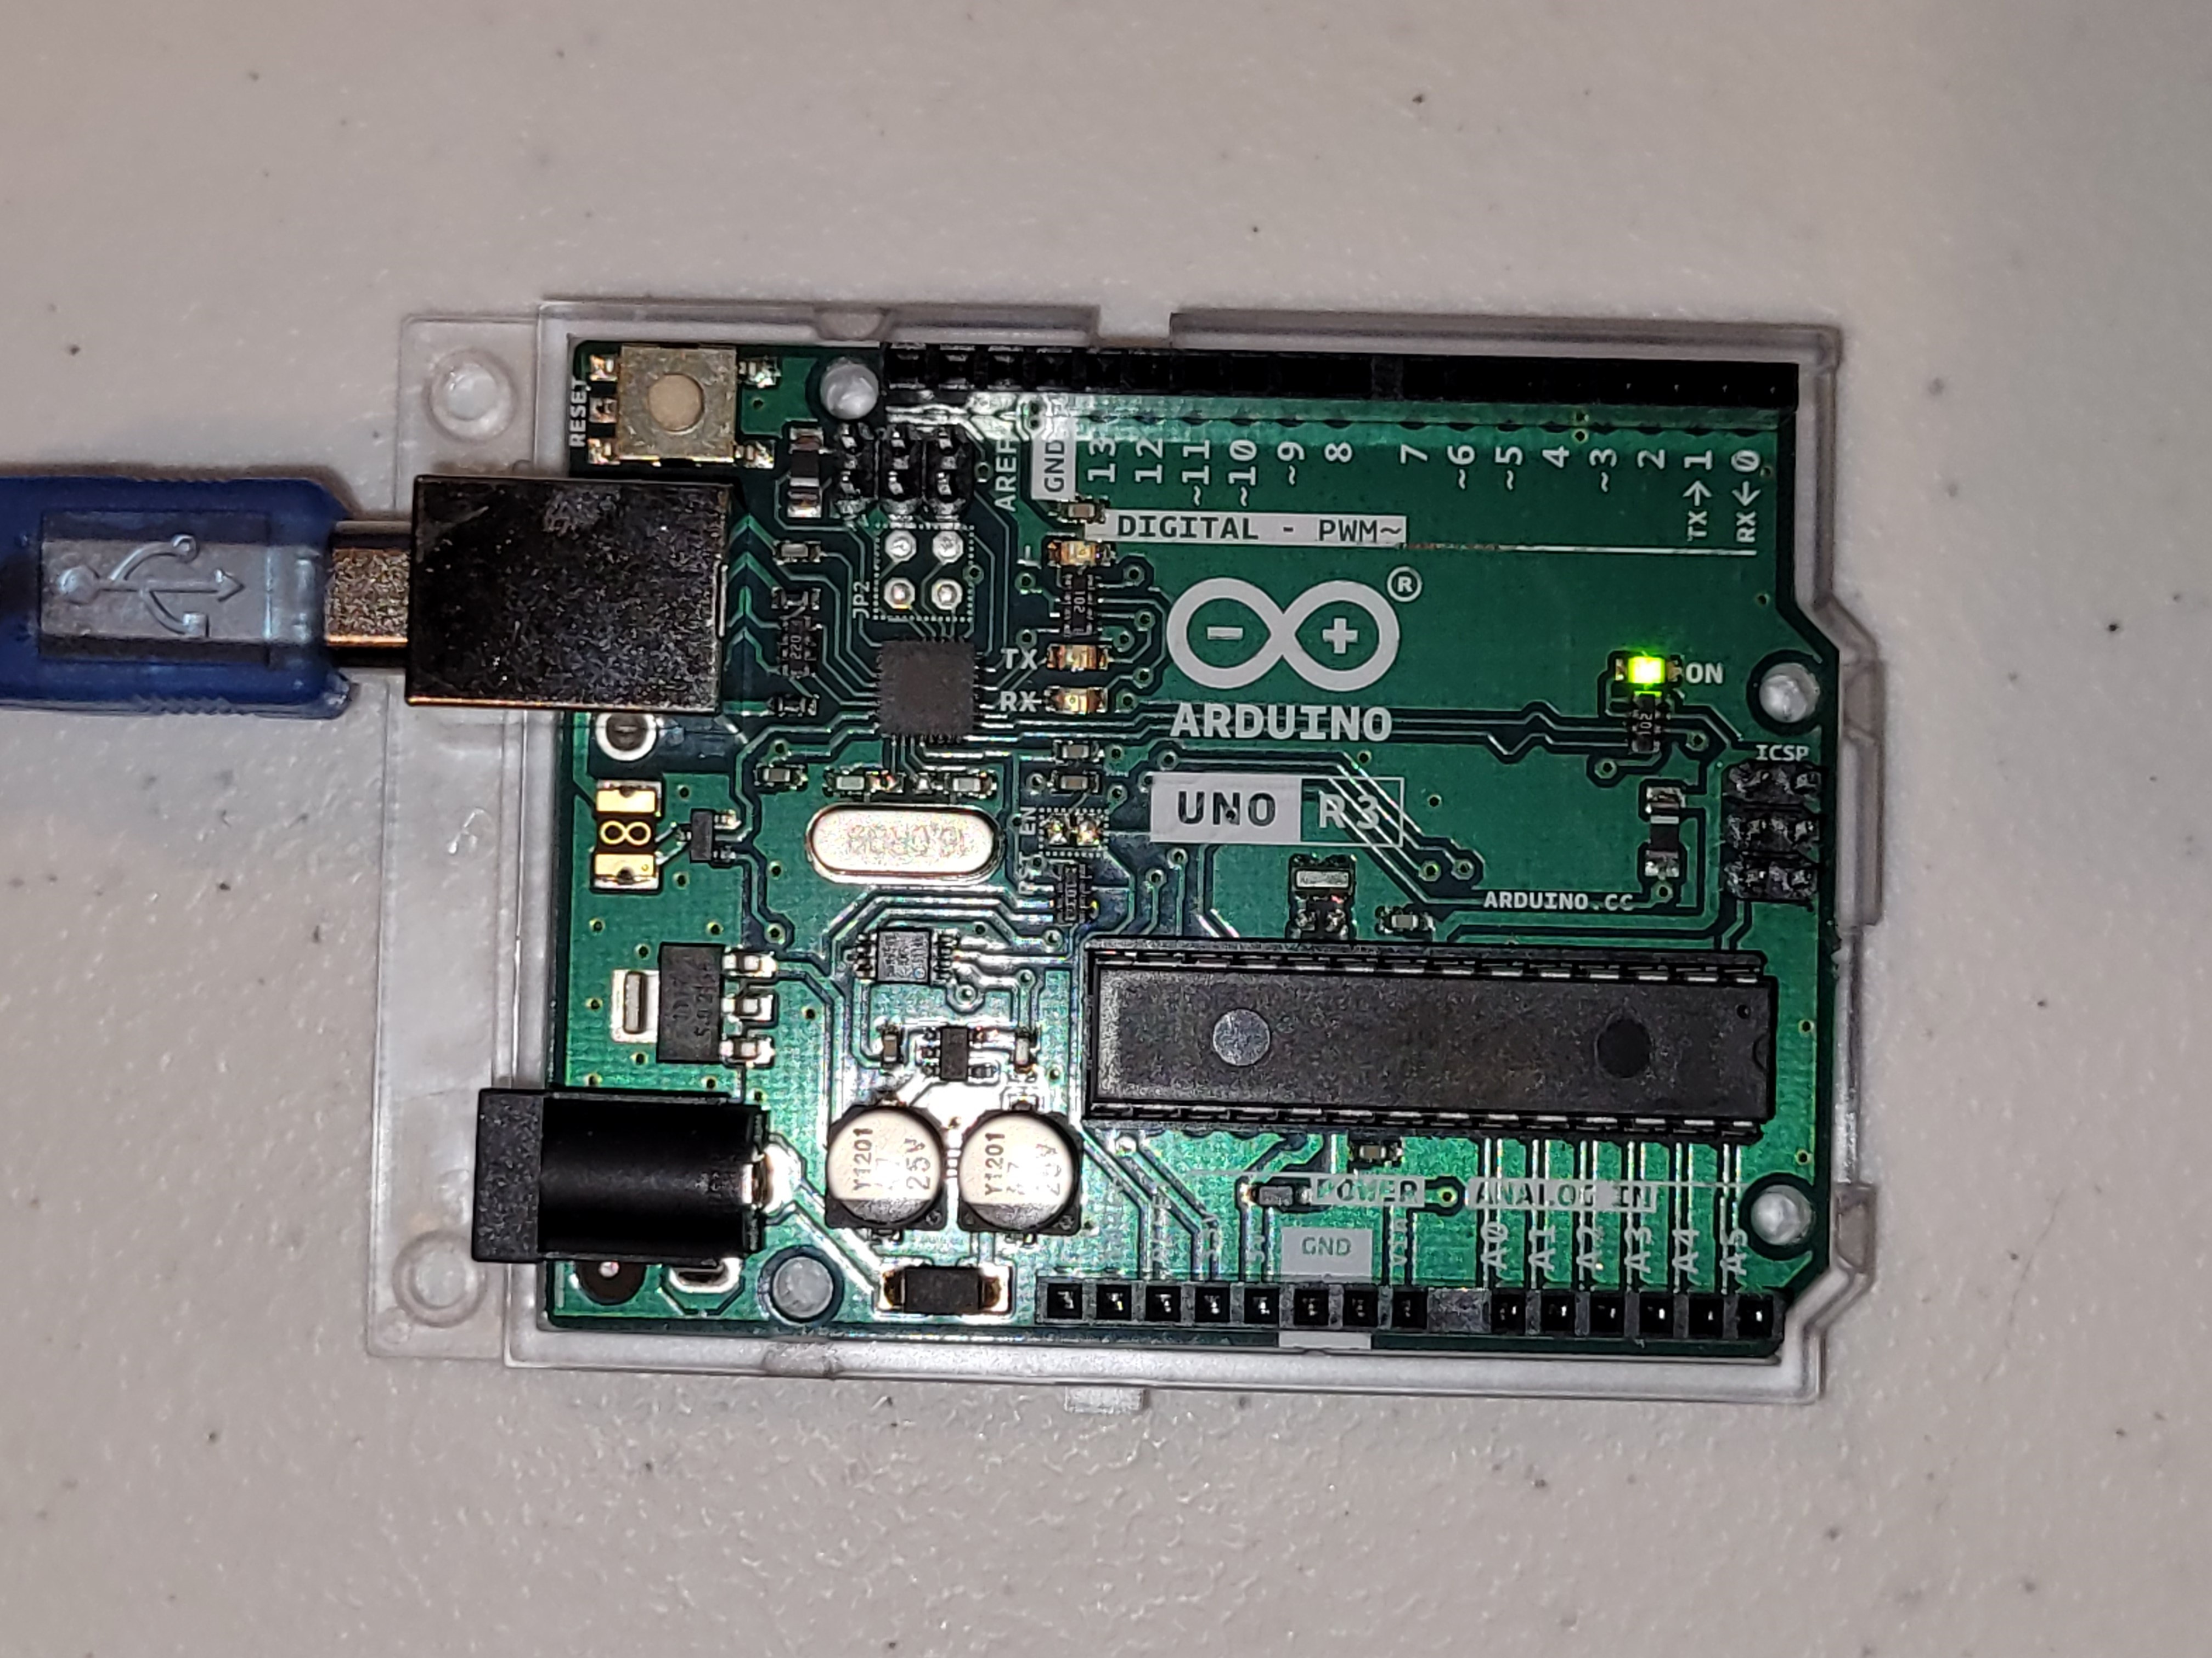 RESET
AREF
GND
13
12
~11
~10
~9
8
7
~6
~5
4
~3
2
TX→1
RX←0
DIGITAL - PWM~
JP2
®
- +
TX
RX
ON
ARDUINO
ICSP
UNO R3
8
ARDUINO.CC
Y1201
25V
Y1201
POWER
ANALOG IN
GND
A0
A1
A2
A3
A4
A5